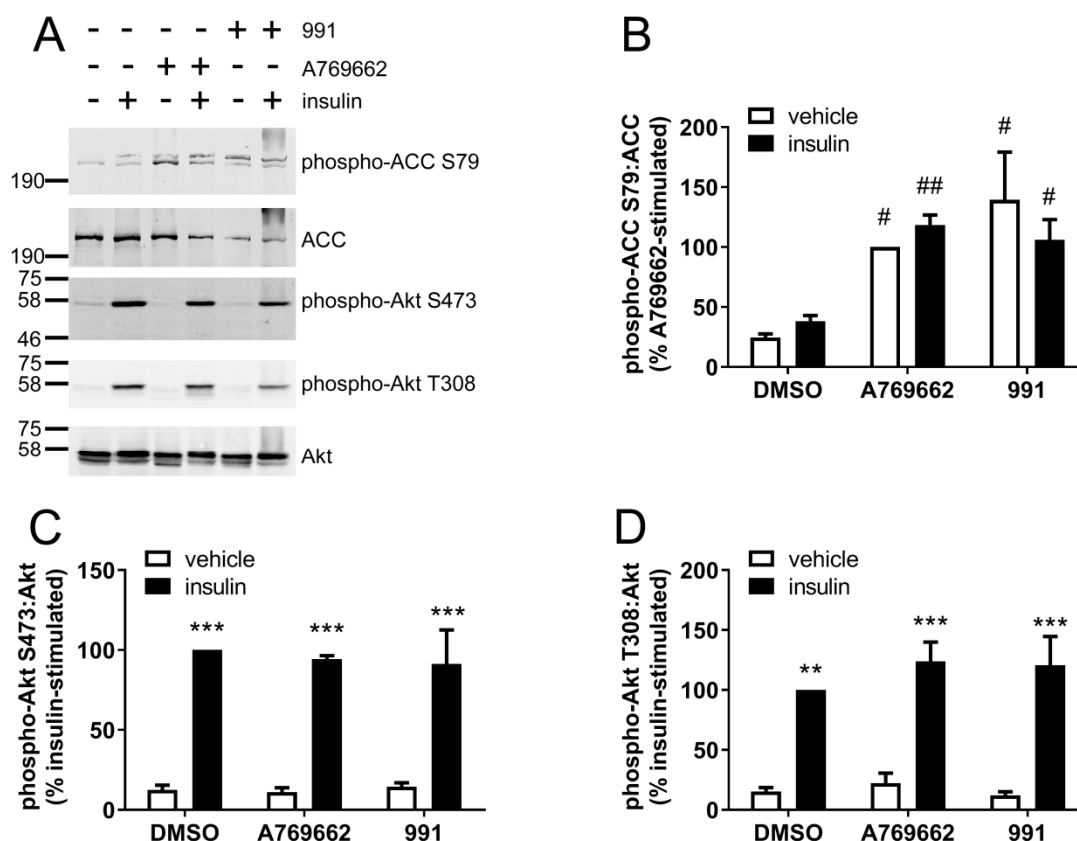 A
- - - - + + 991
- - + + - - A769662
- + - + - + insulin
phospho-ACC S79
190
ACC
190
75
58
phospho-Akt S473
46
75
58
phospho-Akt T308
75
58
Akt
B
vehicle
insulin
phospho-ACC S79:ACC
(% A769662-stimulated)
200
150
100
50
0
# ## # #
DMSO A769662 991
C
vehicle
insulin
phospho-Akt S473:Akt
(% insulin-stimulated)
150
100
50
0
*** *** ***
DMSO A769662 991
D
vehicle
insulin
phospho-Akt T308:Akt
(% insulin-stimulated)
200
150
100
50
0
** *** ***
DMSO A769662 991